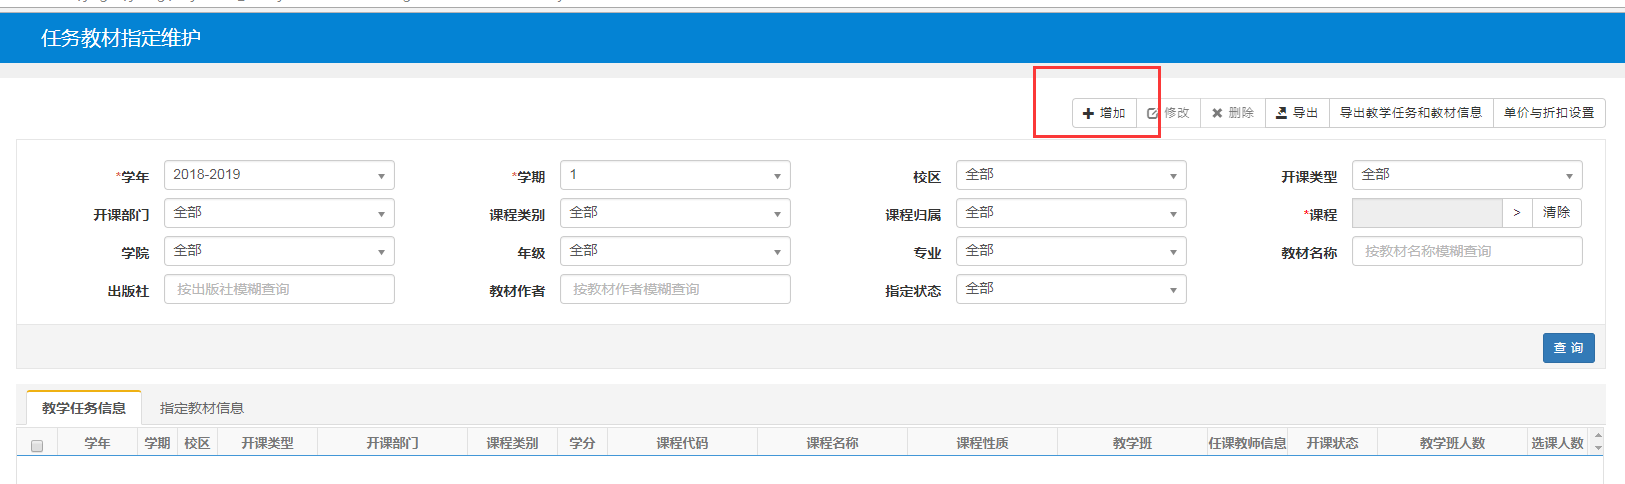 任务教材指定维护
增加 修改 删除 导出 导出教学任务和教材信息 单价与折扣设置
*学年 2018-2019 *学期 1 校区 全部 开课类型 全部
开课部门 全部 课程类别 全部 课程归属 全部 *课程 > 清除
学院 全部 年级 全部 专业 全部 教材名称 按教材名称模糊查询
出版社 按出版社模糊查询 教材作者 按教材作者模糊查询 指定状态 全部
查 询
教学任务信息 指定教材信息
学年 学期 校区 开课类型 开课部门 课程类别 学分 课程代码 课程名称 课程性质 教学班 任课教师信息 开课状态 教学班人数 选课人数